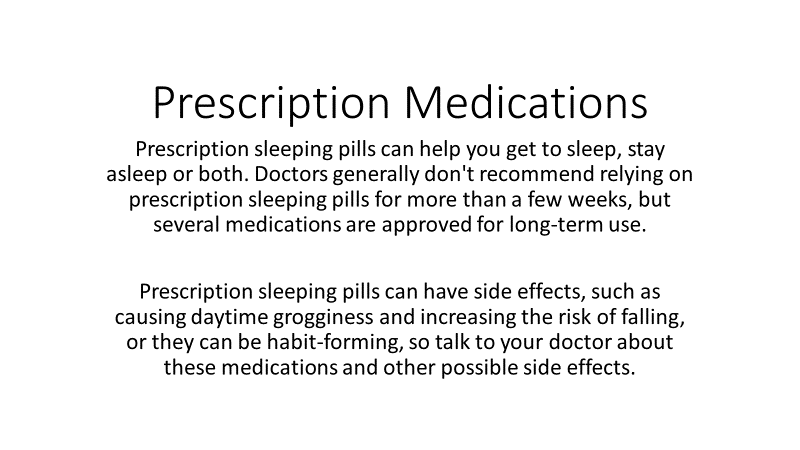 Prescription Medications
Prescription sleeping pills can help you get to sleep, stay
asleep or both. Doctors generally don't recommend relying on
prescription sleeping pills for more than a few weeks, but
several medications are approved for long-term use.
Prescription sleeping pills can have side effects, such as
causing daytime grogginess and increasing the risk of falling,
or they can be habit-forming, so talk to your doctor about
these medications and other possible side effects.